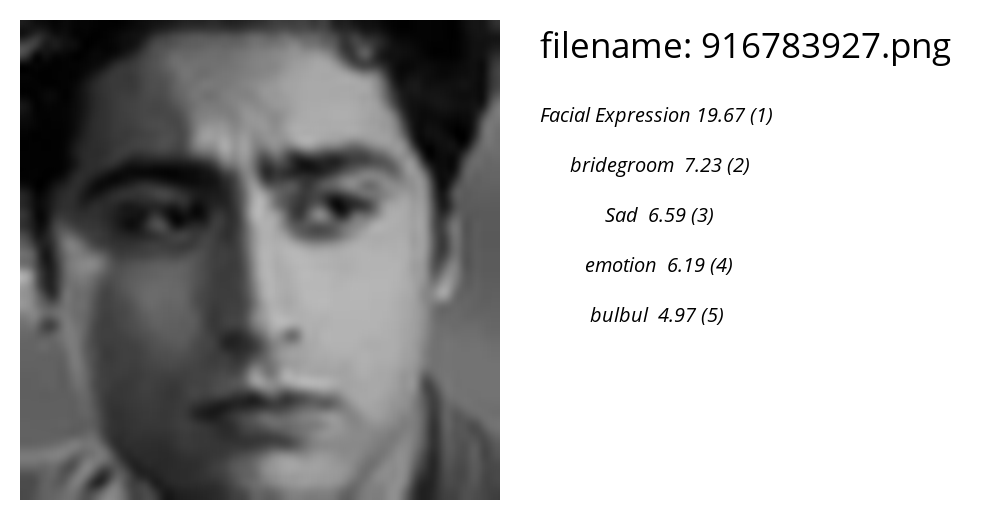 filename: 916783927.png
Facial Expression 19.67 (1)
bridegroom 7.23 (2)
Sad 6.59 (3)
emotion 6.19 (4)
bulbul 4.97 (5)